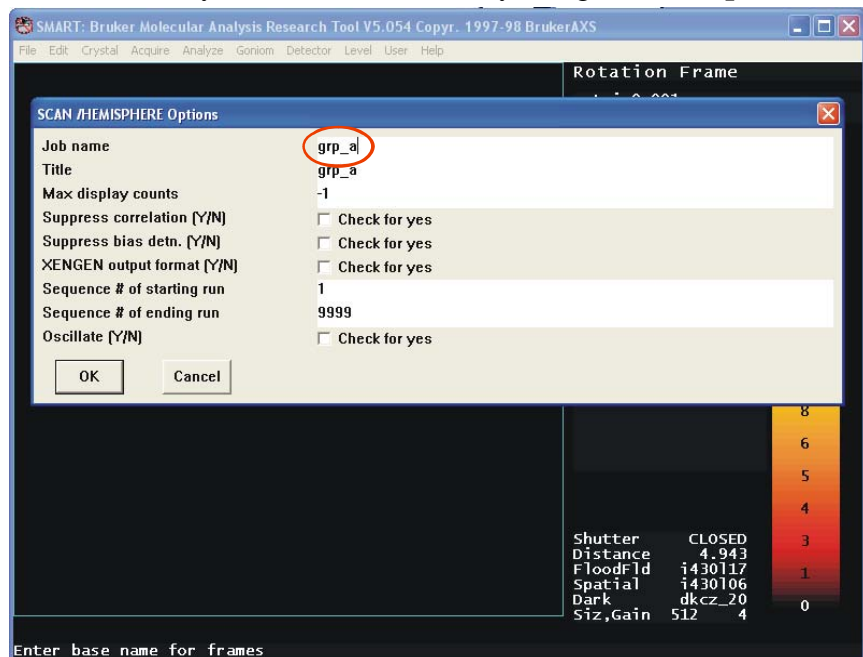 SMART: Bruker Molecular Analysis Research Tool V5.054 Copyr. 1997-98 BrukerAXS
File Edit Crystal Acquire Analyze Goniom Detector Level User Help
Rotation Frame
SCAN /HEMISPHERE Options
Job name grp_a
Title grp_a
Max display counts -1
Suppress correlation (Y/N) Check for yes
Suppress bias detn. (Y/N) Check for yes
XENGEN output format (Y/N) Check for yes
Sequence # of starting run 1
Sequence # of ending run 9999
Oscillate (Y/N) Check for yes
OK Cancel
8
6
5
4
Shutter CLOSED 3
Distance 4.943
FloodFld i430117 1
Spatial i430106
Dark dkcz_20 0
Siz,Gain 512 4
Enter base name for frames